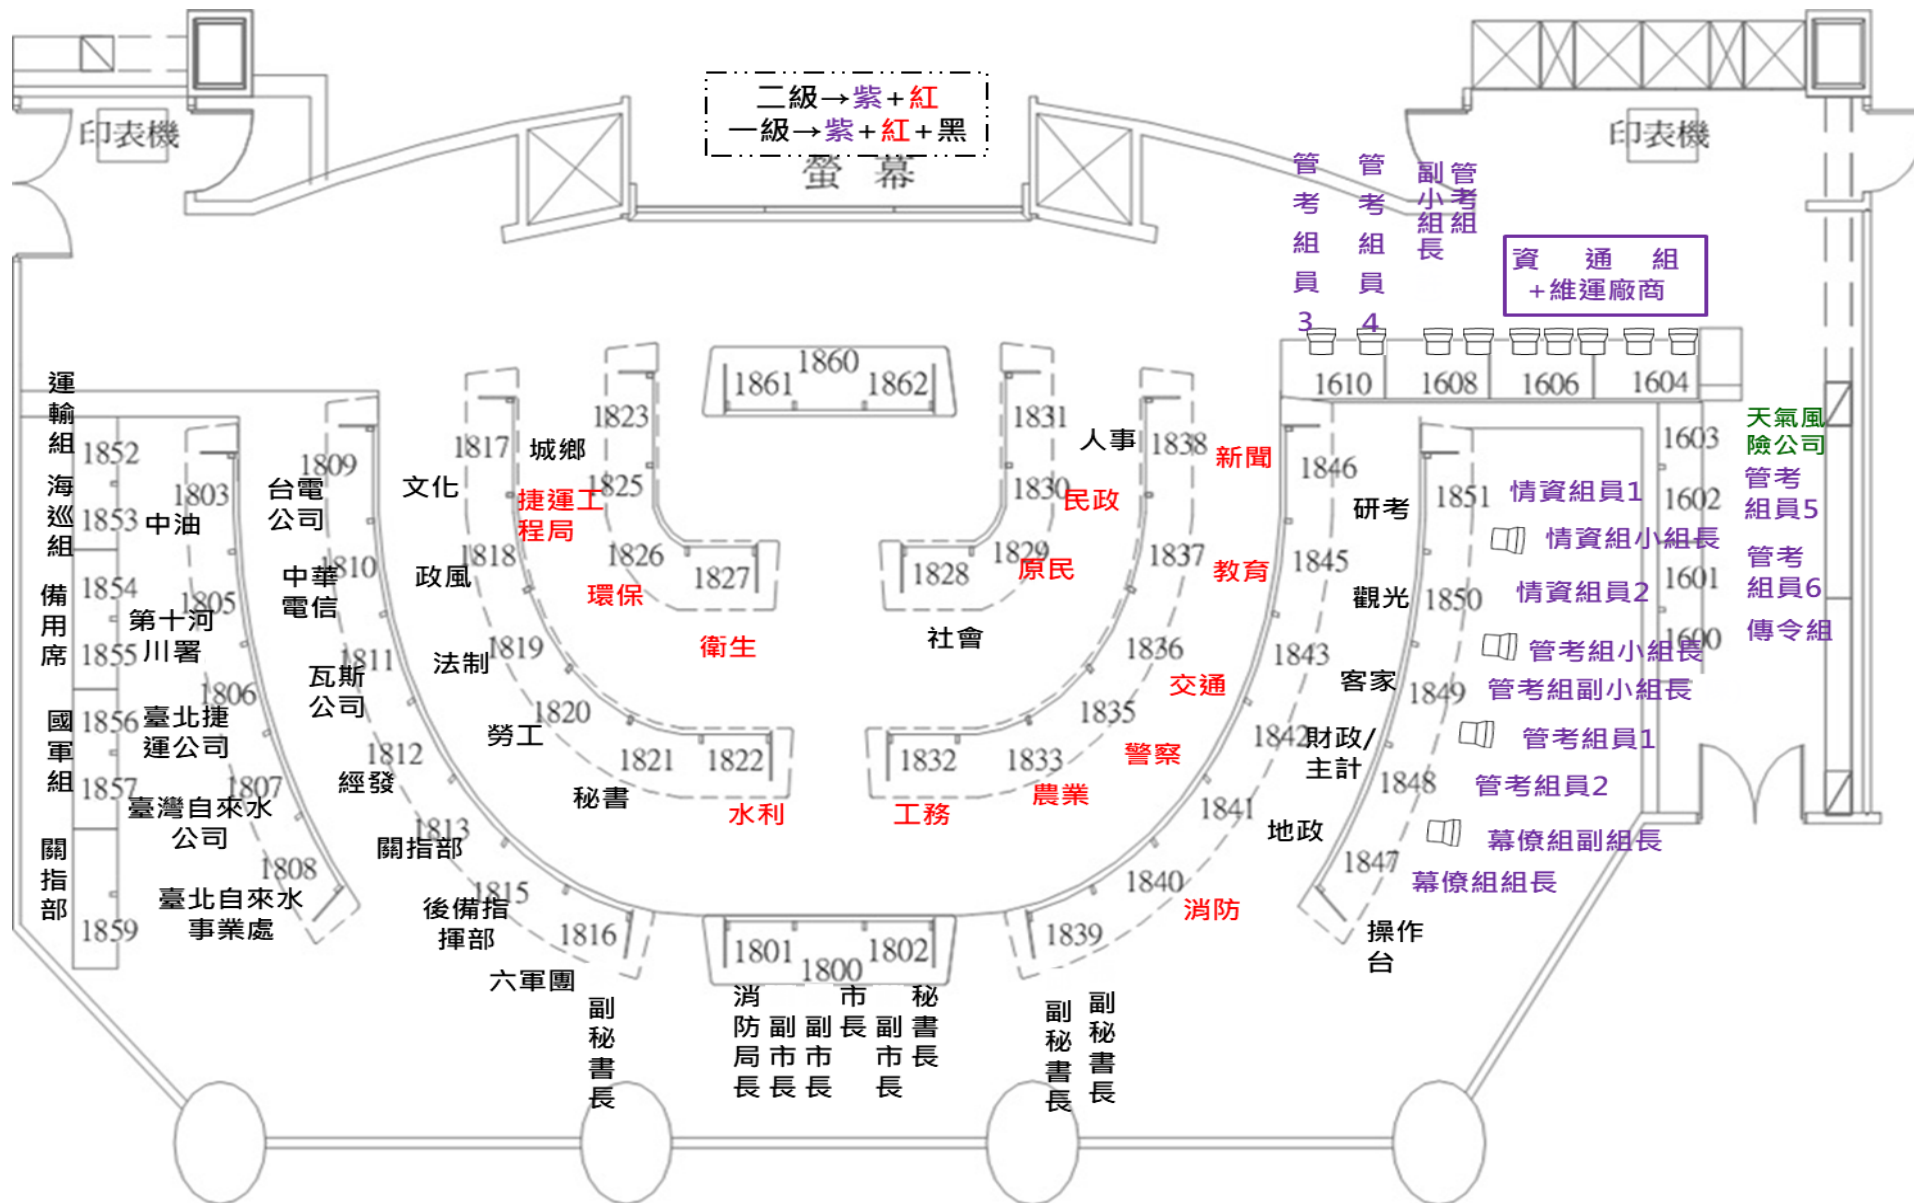 二級→紫+紅
一級→紫+紅+黑
螢幕
印表機
印表機
管考組員3
管考組員4
副小組長
管考組
資通組
+維運廠商
1610
1608
1606
1604
1860
1861
1862
運輸組
海巡組
備用席
國軍組
關指部
1852
1853
1854
1855
1856
1857
1859
1803
中油
1805
第十河
川署
1806
臺北捷
運公司
1807
臺灣自來水
公司
1808
臺北自來水
事業處
1809
台電
公司
1810
中華
電信
1811
瓦斯
公司
1812
經發
1813
關指部
1815
後備指
揮部
1816
六軍團
副秘書長
1817
文化
1818
政風
1819
法制
1820
勞工
1821
秘書
1822
水利
1823
城鄉
1825
捷運工
程局
1826
環保
1827
衛生
1828
社會
1829
原民
1830
民政
1831
人事
1838
新聞
1837
教育
1836
交通
1835
警察
1833
農業
1832
工務
1846
研考
1845
觀光
1843
客家
1842
財政/
主計
1841
地政
1840
消防
1839
副秘書長
副秘書長
1801
1800
1802
消防局長
副市長
副市長
市長
副市長
秘書長
1851
情資組員1
情資組小組長
1850
情資組員2
管考組小組長
1849
管考組副小組長
管考組員1
1848
管考組員2
幕僚組副組長
1847
幕僚組組長
操作
台
1603
天氣風
險公司
1602
管考
組員5
1601
管考
組員6
1600
傳令組